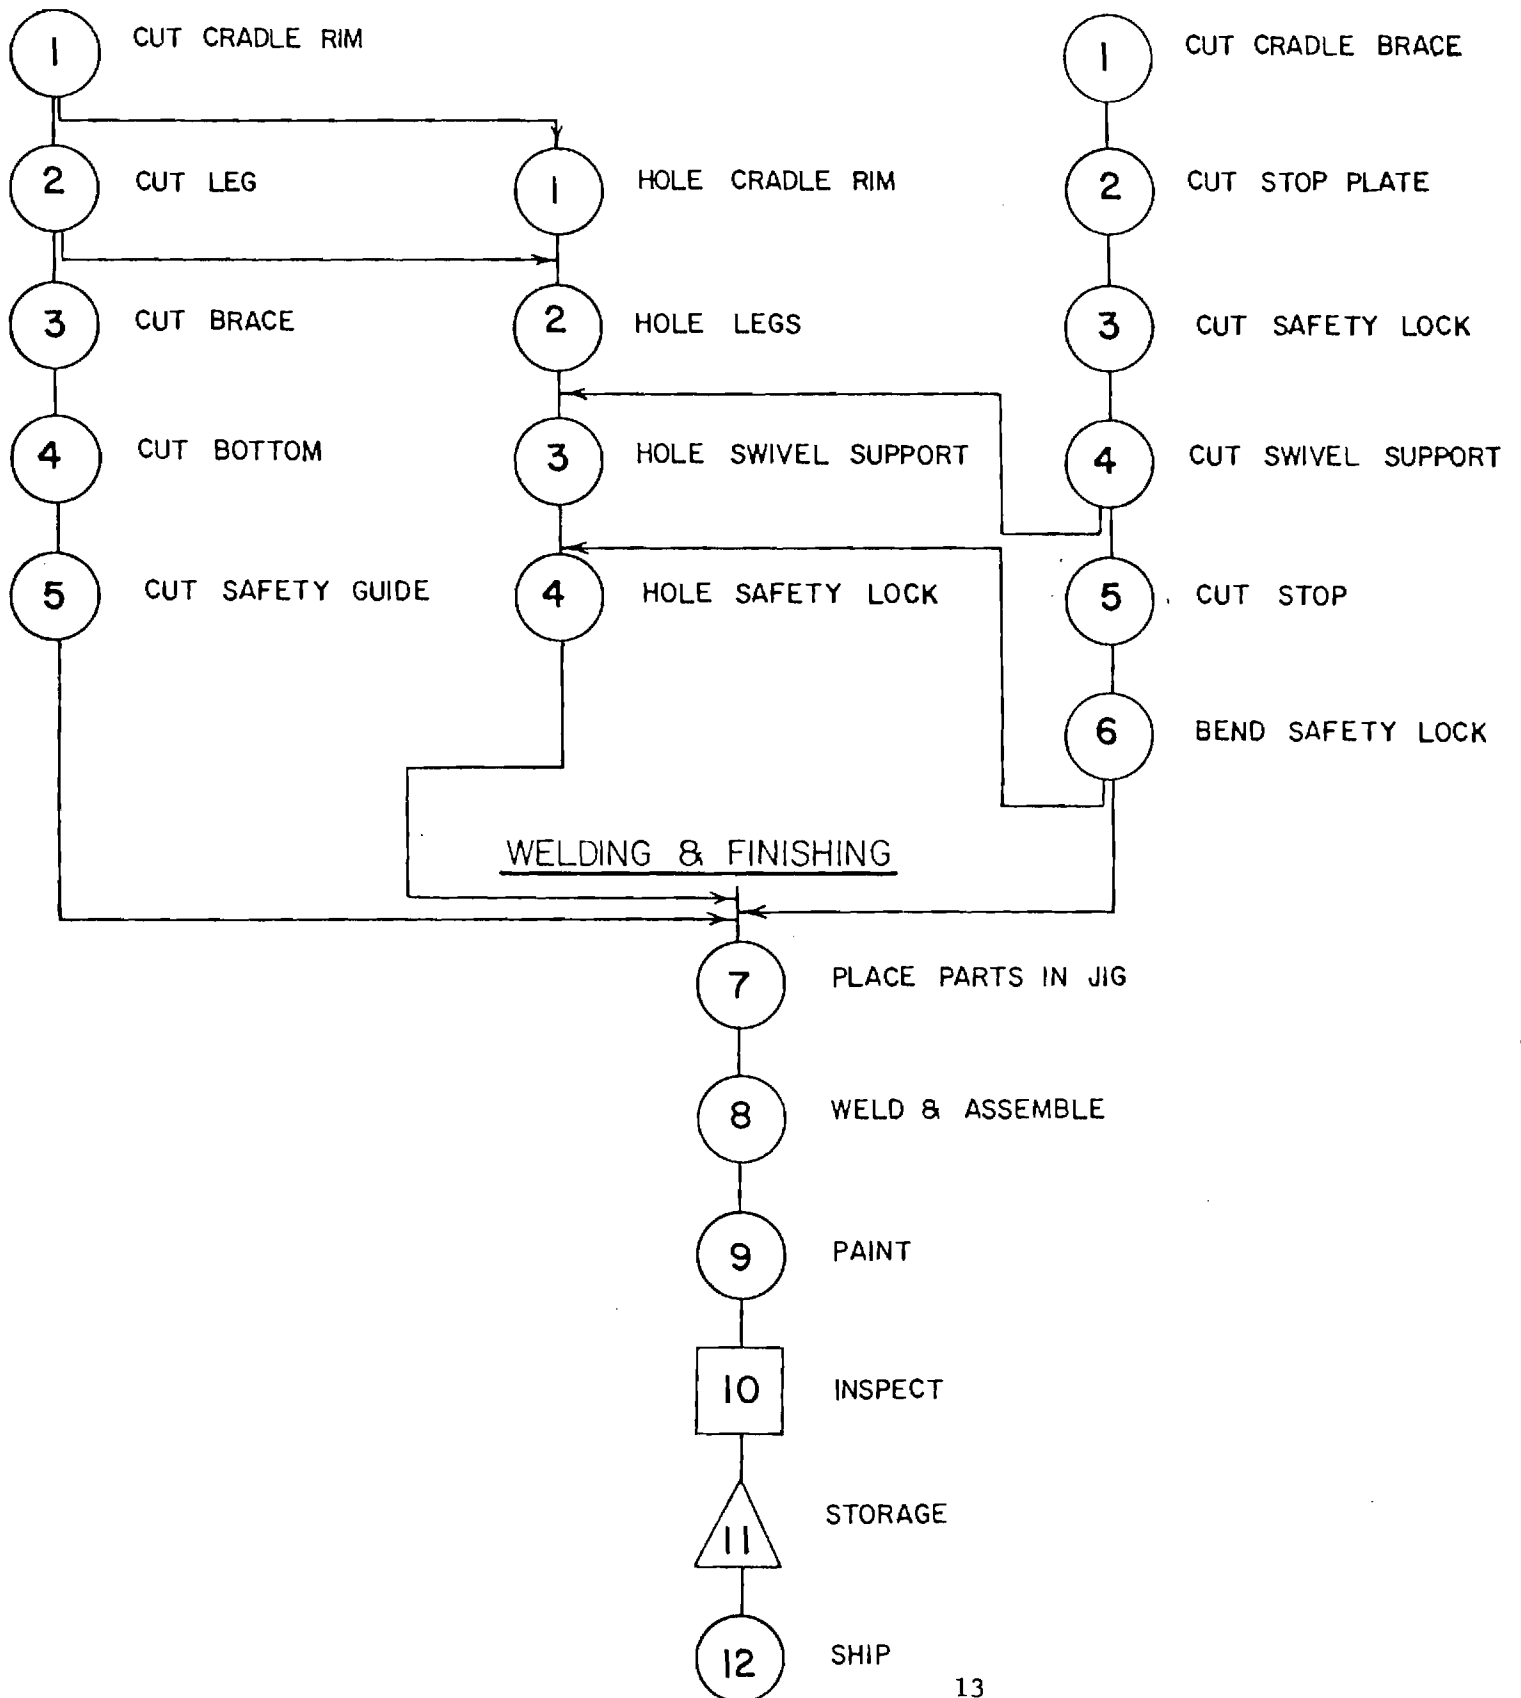 1 CUT CRADLE RIM
2 CUT LEG
3 CUT BRACE
4 CUT BOTTOM
5 CUT SAFETY GUIDE
1 HOLE CRADLE RIM
2 HOLE LEGS
3 HOLE SWIVEL SUPPORT
4 HOLE SAFETY LOCK
1 CUT CRADLE BRACE
2 CUT STOP PLATE
3 CUT SAFETY LOCK
4 CUT SWIVEL SUPPORT
5 CUT STOP
6 BEND SAFETY LOCK
WELDING & FINISHING
7 PLACE PARTS IN JIG
8 WELD & ASSEMBLE
9 PAINT
10 INSPECT
11 STORAGE
12 SHIP
13